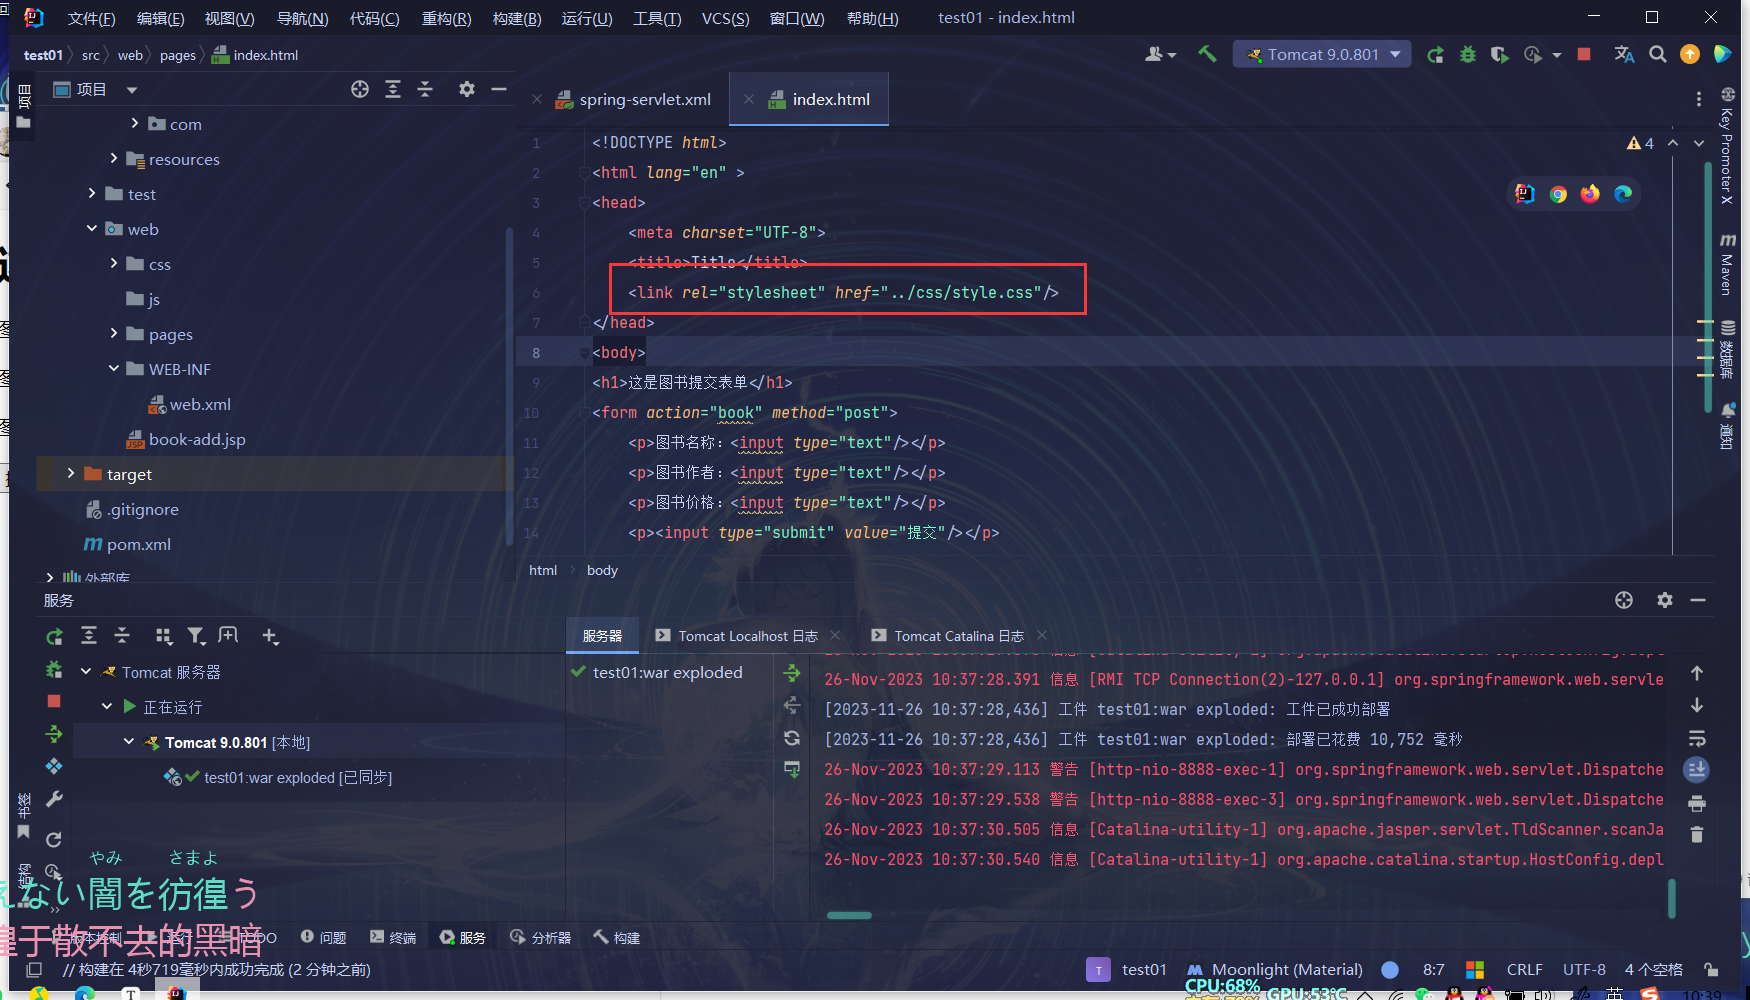 文件(F) 编辑(E) 视图(V) 导航(N) 代码(C) 重构(R) 构建(B) 运行(U) 工具(T) VCS(S) 窗口(W) 帮助(H) test01 - index.html
test01 src web pages index.html
Tomcat 9.0.801
项目
项目
com
resources
test
web
css
js
pages
WEB-INF
web.xml
book-add.jsp
target
.gitignore
pom.xml
外部库
spring-servlet.xml index.html
4
1 <!DOCTYPE html>
2 <html lang="en" >
3 <head>
4 <meta charset="UTF-8">
5 <title>Title</title>
6 <link rel="stylesheet" href="../css/style.css"/>
7 </head>
8 <body>
9 <h1>这是图书提交表单</h1>
10 <form action="book" method="post">
11 <p>图书名称：<input type="text"/></p>
12 <p>图书作者：<input type="text"/></p>
13 <p>图书价格：<input type="text"/></p>
14 <p><input type="submit" value="提交"/></p>
html body
Key Promoter X
Maven
数据库
通知
服务
Tomcat 服务器
正在运行
Tomcat 9.0.801 [本地]
test01:war exploded [已同步]
服务器 Tomcat Localhost 日志 Tomcat Catalina 日志
test01:war exploded
26-Nov-2023 10:37:28.391 信息 [RMI TCP Connection(2)-127.0.0.1] org.springframework.web.servle
[2023-11-26 10:37:28,436] 工件 test01:war exploded: 工件已成功部署
[2023-11-26 10:37:28,436] 工件 test01:war exploded: 部署已花费 10,752 毫秒
26-Nov-2023 10:37:29.113 警告 [http-nio-8888-exec-1] org.springframework.web.servlet.Dispatche
26-Nov-2023 10:37:29.538 警告 [http-nio-8888-exec-3] org.springframework.web.servlet.Dispatche
26-Nov-2023 10:37:30.505 信息 [Catalina-utility-1] org.apache.jasper.servlet.TldScanner.scanJa
26-Nov-2023 10:37:30.540 信息 [Catalina-utility-1] org.apache.catalina.startup.HostConfig.depl
书签
结构
やみ さまよ
えない闇を彷徨う
徨于散不去的黑暗
版本控制 运行 TODO 问题 终端 服务 分析器 构建
// 构建在 4秒719毫秒内成功完成 (2 分钟之前)
T test01 Moonlight (Material) 8:7 CRLF UTF-8 4 个空格
CPU:68% GPU:53℃
英 10:39